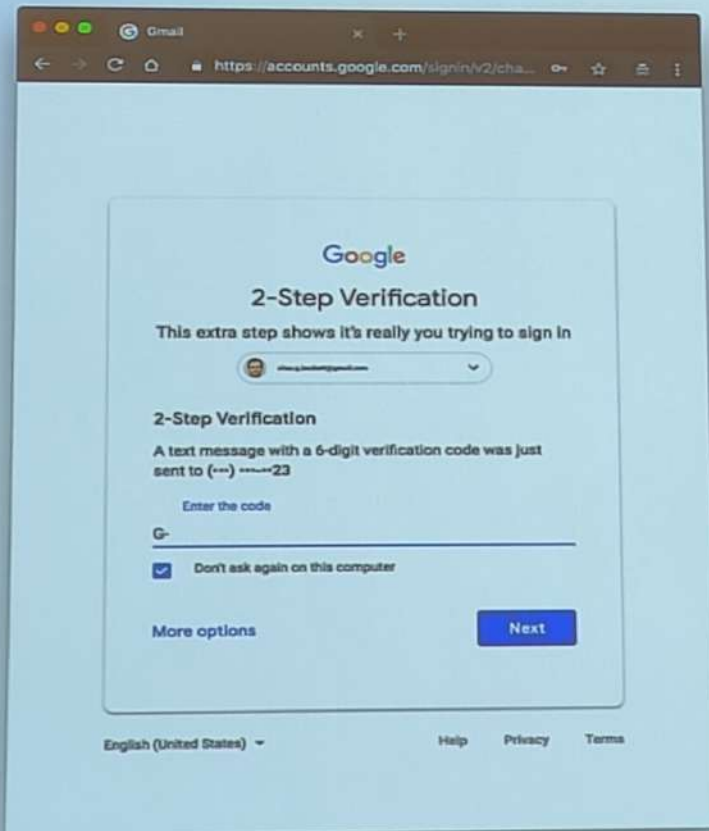 Gmail
https://accounts.google.com/signin/v2/cha...
Google
2-Step Verification
This extra step shows it's really you trying to sign in
2-Step Verification
A text message with a 6-digit verification code was just
sent to (•••) •••-••23
Enter the code
G-
Don't ask again on this computer
More options
Next
English (United States)
Help Privacy Terms